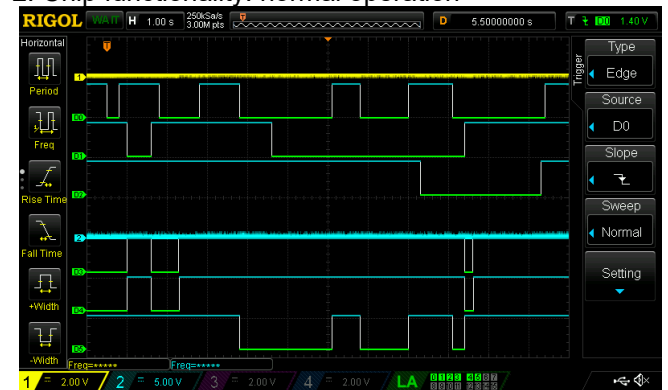 2. Chip functionality: normal operation
RIGOL WAIT H 1.00 s 250kSa/s 3.00M pts D 5.50000000 s T D0 1.40 V
Horizontal
Period
Freq
Rise Time
Fall Time
+Width
-Width
T
1
D0
D1
D2
2
D3
D4
D5
Freq=***** Freq=*****
Trigger
Type
Edge
Source
D0
Slope
Sweep
Normal
Setting
1 = 2.00 V 2 = 5.00 V 3 = 2.00 V 4 = 2.00 V LA 0123 4567